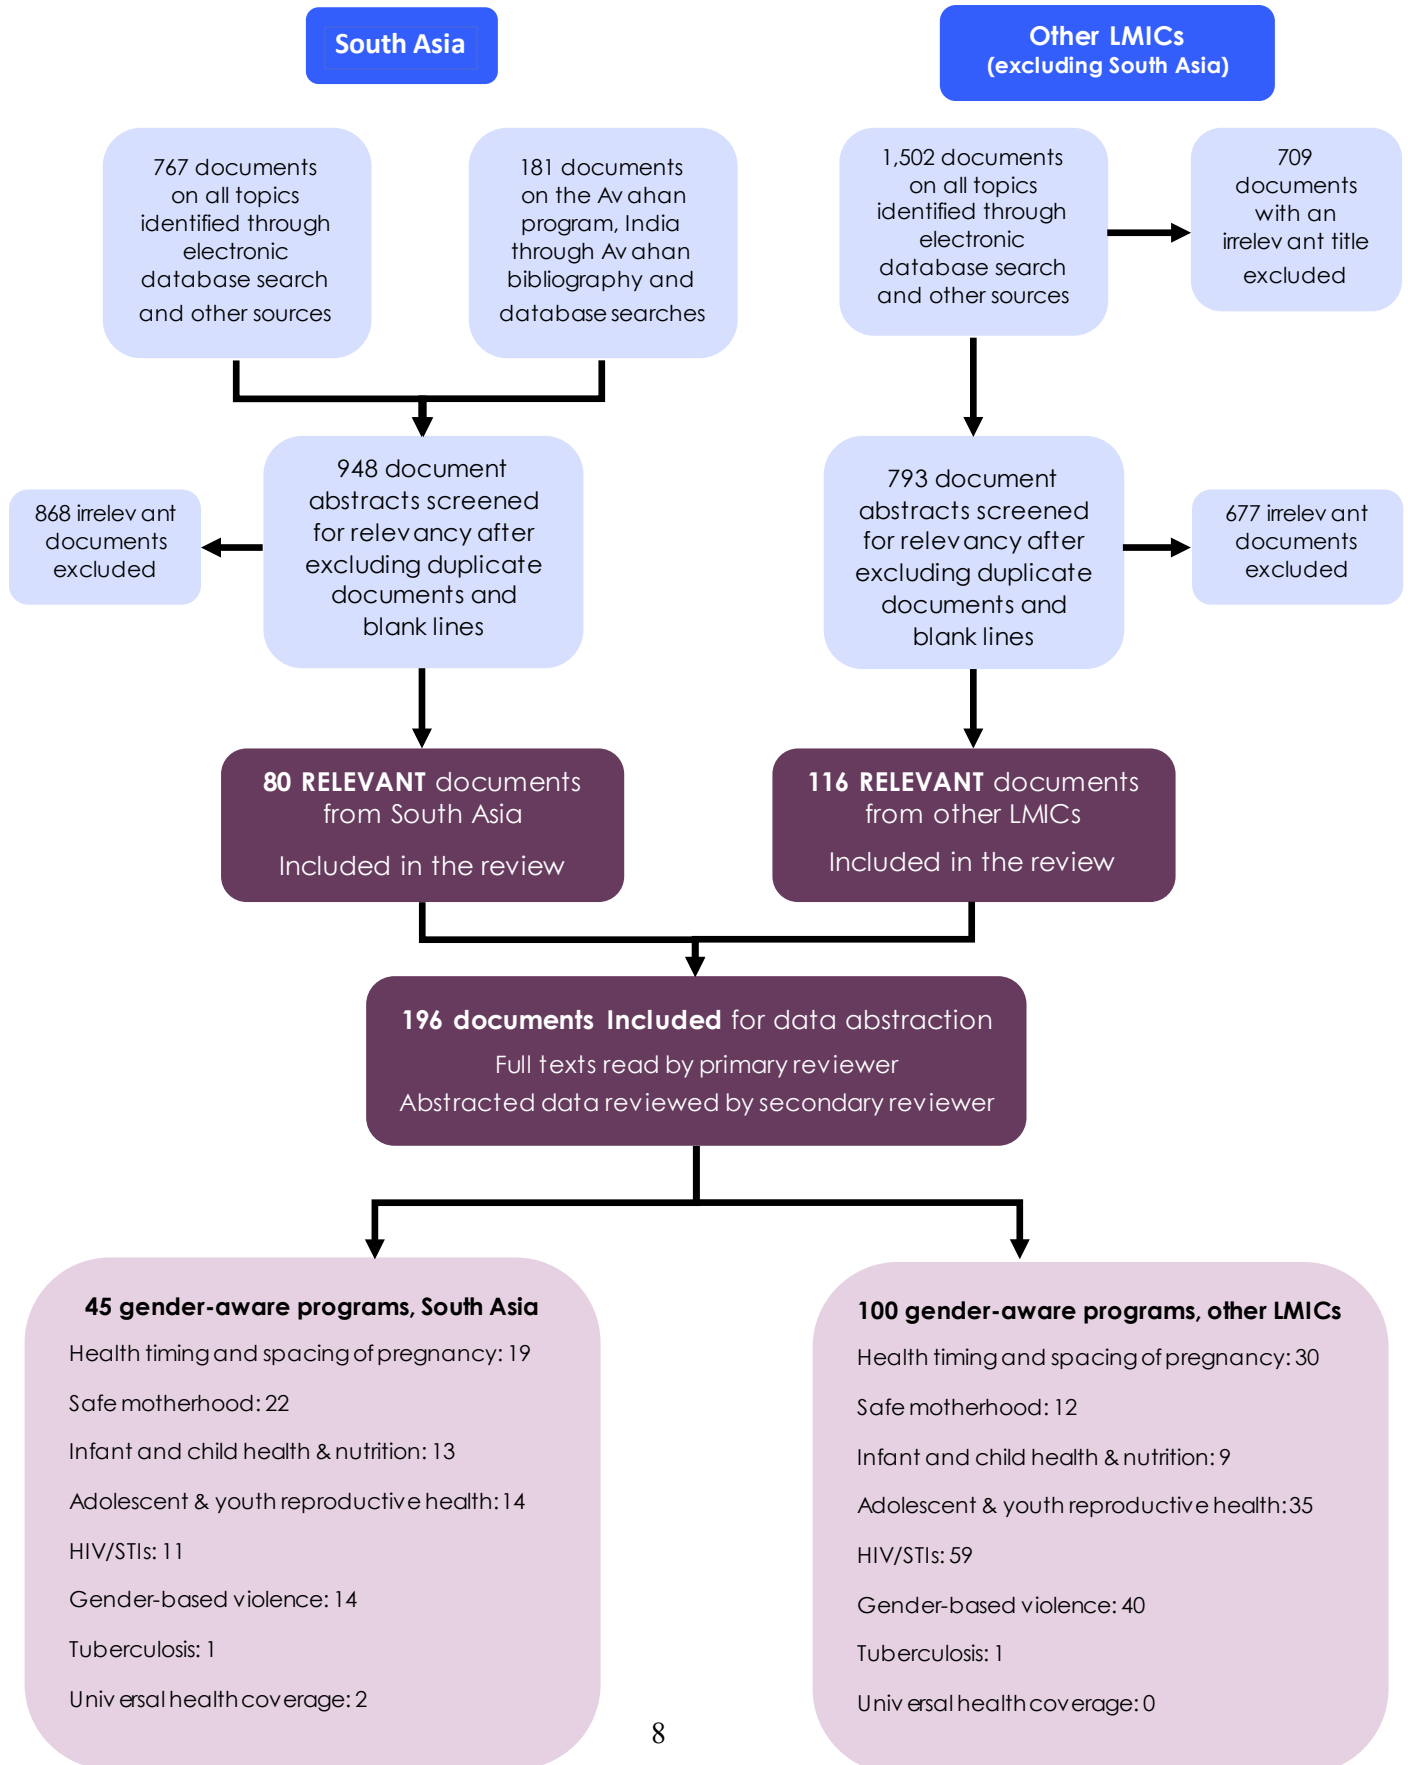 South Asia
Other LMICs
(excluding South Asia)
767 documents
on all topics
identified through
electronic
database search
and other sources
181 documents
on the Avahan
program, India
through Avahan
bibliography and
database searches
1,502 documents
on all topics
identified through
electronic
database search
and other sources
709
documents
with an
irrelevant title
excluded
948 document
abstracts screened
for relevancy after
excluding duplicate
documents and
blank lines
868 irrelevant
documents
excluded
793 document
abstracts screened
for relevancy after
excluding duplicate
documents and
blank lines
677 irrelevant
documents
excluded
80 RELEVANT documents
from South Asia
Included in the review
116 RELEVANT documents
from other LMICs
Included in the review
196 documents Included for data abstraction
Full texts read by primary reviewer
Abstracted data reviewed by secondary reviewer
45 gender-aware programs, South Asia
Health timing and spacing of pregnancy: 19
Safe motherhood: 22
Infant and child health & nutrition: 13
Adolescent & youth reproductive health: 14
HIV/STIs: 11
Gender-based violence: 14
Tuberculosis: 1
Universal health coverage: 2
100 gender-aware programs, other LMICs
Health timing and spacing of pregnancy: 30
Safe motherhood: 12
Infant and child health & nutrition: 9
Adolescent & youth reproductive health: 35
HIV/STIs: 59
Gender-based violence: 40
Tuberculosis: 1
Universal health coverage: 0
8